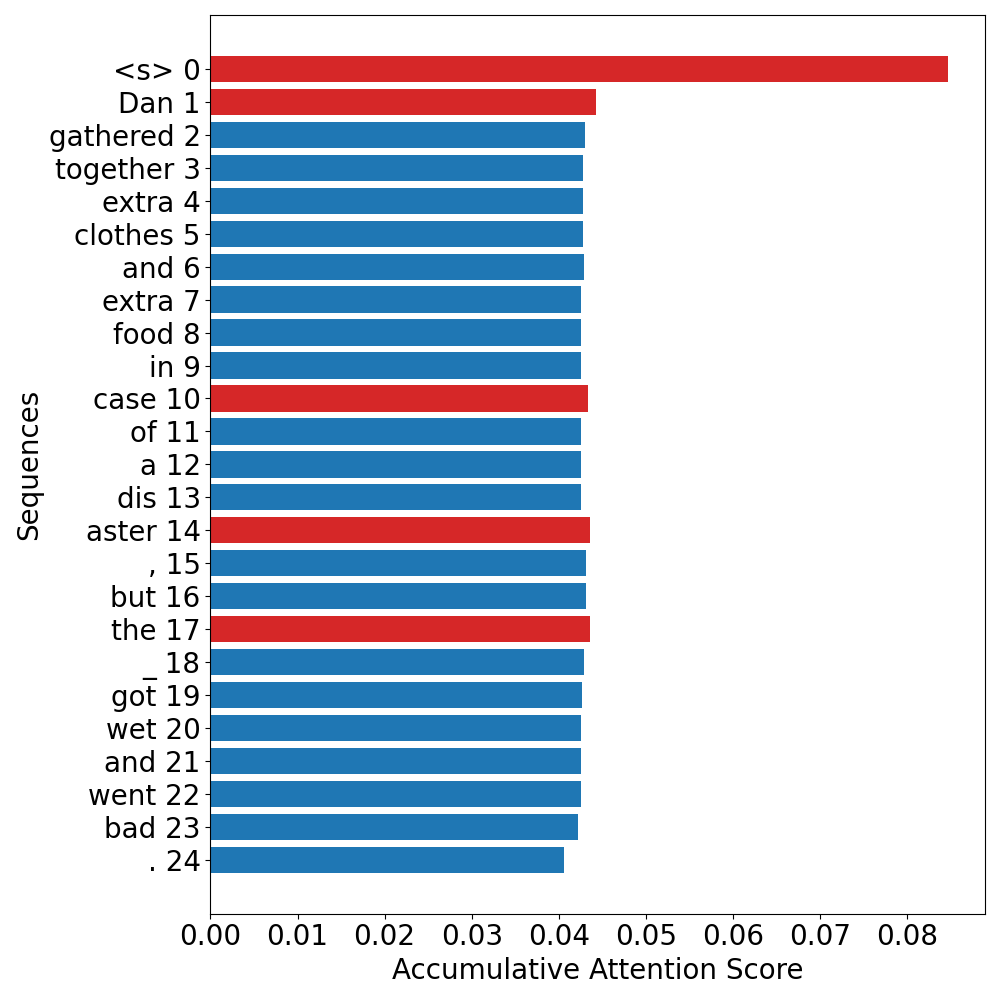 <s> 0
Dan 1
gathered 2
together 3
extra 4
clothes 5
and 6
extra 7
food 8
in 9
case 10
of 11
a 12
dis 13
aster 14
, 15
but 16
the 17
_ 18
got 19
wet 20
and 21
went 22
bad 23
. 24
Sequences
0.00 0.01 0.02 0.03 0.04 0.05 0.06 0.07 0.08
Accumulative Attention Score